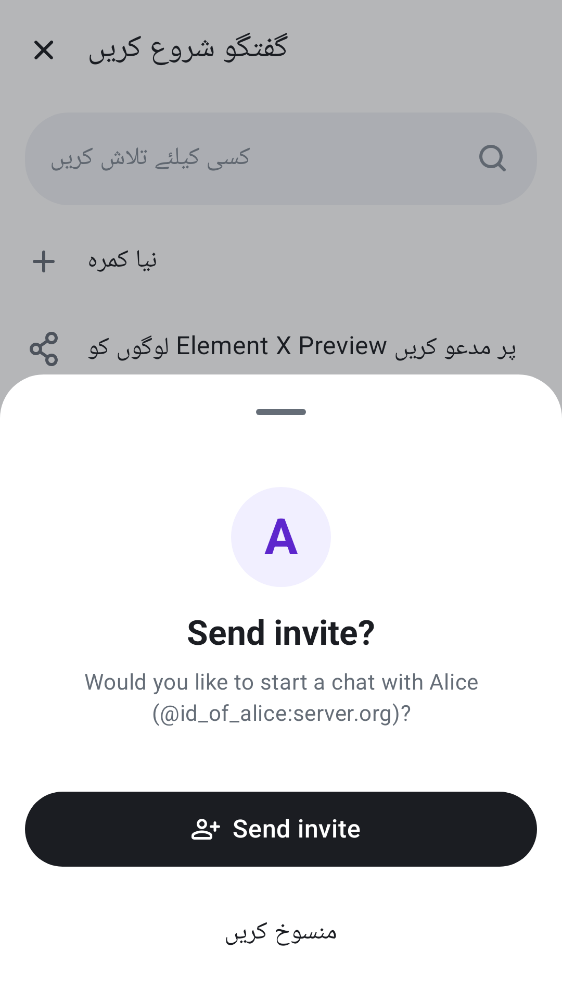 گفتگو شروع کریں
کسی کیلئے تلاش کریں
نیا کمرہ
لوگوں کو Element X Preview پر مدعو کریں
A
Send invite?
Would you like to start a chat with Alice
(@id_of_alice:server.org)?
Send invite
منسوخ کریں